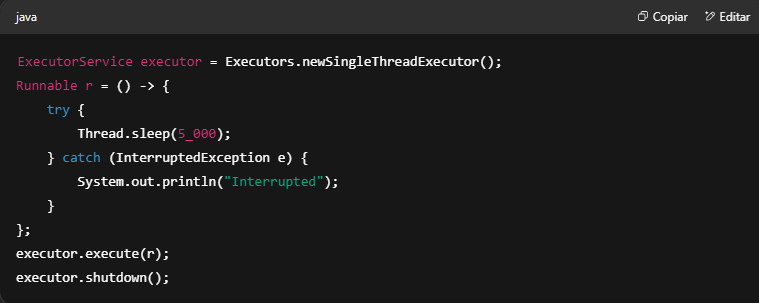 java Copiar Editar
ExecutorService executor = Executors.newSingleThreadExecutor();
Runnable r = () -> {
    try {
        Thread.sleep(5_000);
    } catch (InterruptedException e) {
        System.out.println("Interrupted");
    }
};
executor.execute(r);
executor.shutdown();